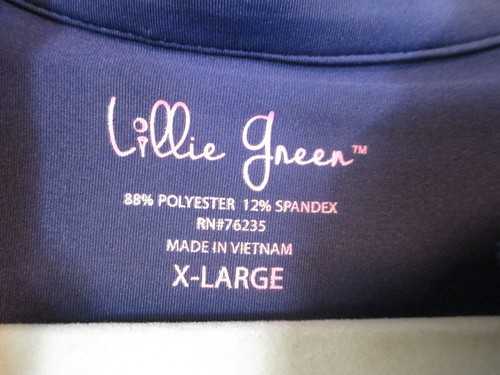 Lillie Green™
88% POLYESTER 12% SPANDEX
RN#76235
MADE IN VIETNAM
X-LARGE